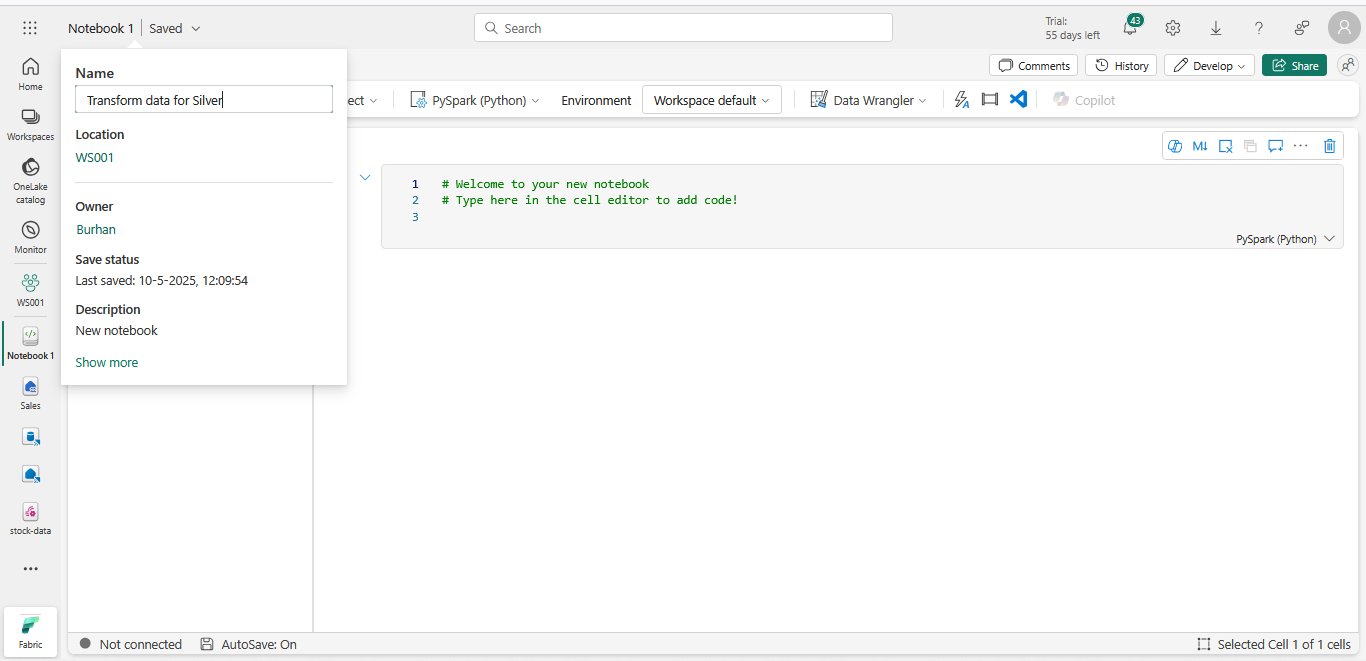 Notebook 1 | Saved
Search
Trial:
55 days left
43
Comments
History
Develop
Share
ect
PySpark (Python)
Environment
Workspace default
Data Wrangler
Copilot
Home
Workspaces
OneLake
catalog
Monitor
WS001
Notebook 1
Sales
stock-data
Fabric
Name
Transform data for Silver
Location
WS001
Owner
Burhan
Save status
Last saved: 10-5-2025, 12:09:54
Description
New notebook
Show more
M↓
1 # Welcome to your new notebook
2 # Type here in the cell editor to add code!
3
PySpark (Python)
Not connected
AutoSave: On
Selected Cell 1 of 1 cells